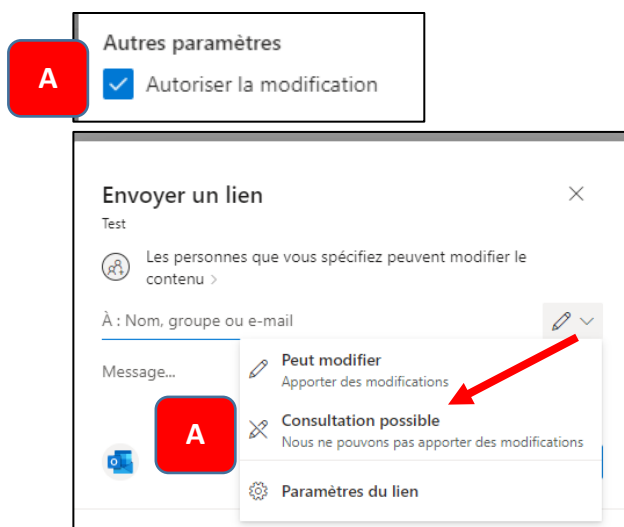 Autres paramètres
A
Autoriser la modification
Envoyer un lien
Test
Les personnes que vous spécifiez peuvent modifier le
contenu >
À : Nom, groupe ou e-mail
Message...
Peut modifier
Apporter des modifications
A
Consultation possible
Nous ne pouvons pas apporter des modifications
Paramètres du lien